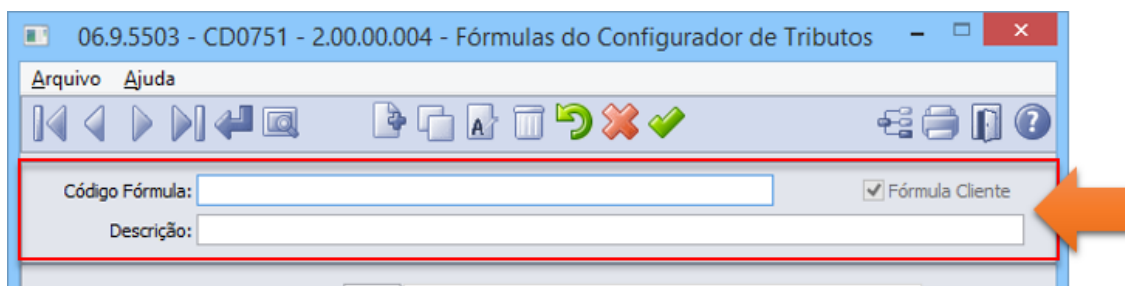 06.9.5503 - CD0751 - 2.00.00.004 - Fórmulas do Configurador de Tributos
Arquivo Ajuda
Código Fórmula: Fórmula Cliente
Descrição: